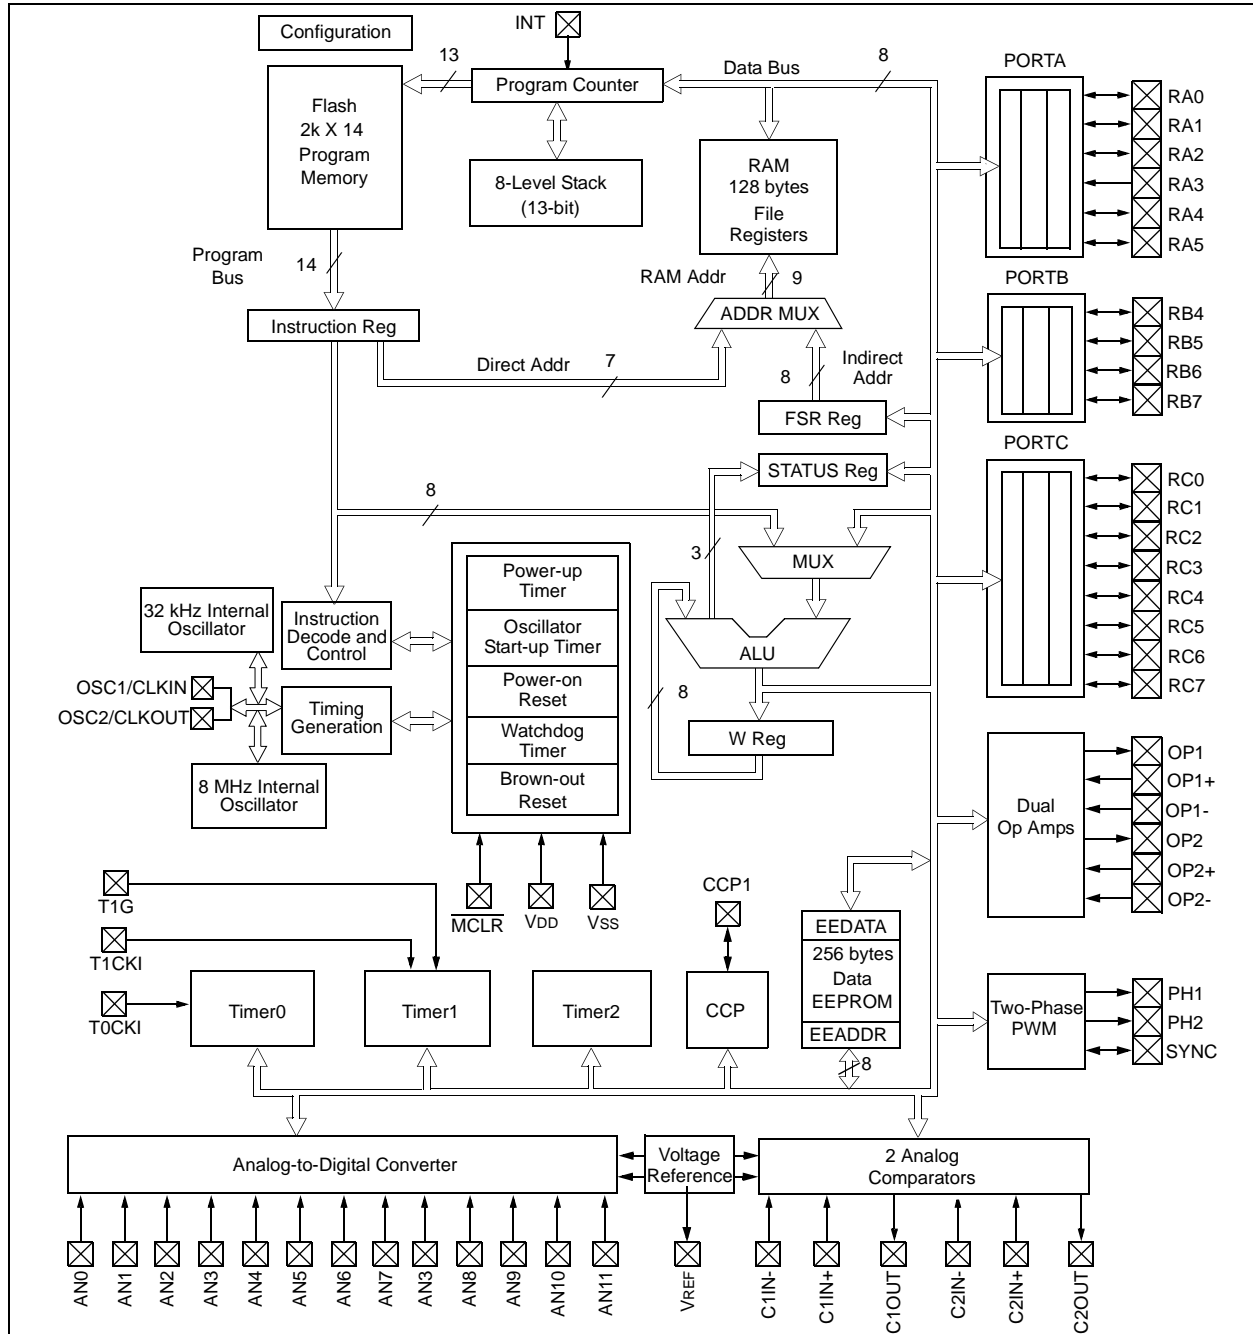 Configuration
INT
13
Program Counter
Data Bus
8
PORTA
RA0
RA1
RA2
RA3
RA4
RA5
Flash
2k X 14
Program
Memory
8-Level Stack
(13-bit)
RAM
128 bytes
File
Registers
Program
Bus
14
RAM Addr
9
PORTB
RB4
RB5
RB6
RB7
Instruction Reg
ADDR MUX
Direct Addr
7
8
Indirect
Addr
FSR Reg
STATUS Reg
PORTC
RC0
RC1
RC2
RC3
RC4
RC5
RC6
RC7
8
3
MUX
Power-up
Timer
Oscillator
Start-up Timer
Power-on
Reset
Watchdog
Timer
Brown-out
Reset
32 kHz Internal
Oscillator
Instruction
Decode and
Control
ALU
8
W Reg
OSC1/CLKIN
OSC2/CLKOUT
Timing
Generation
8 MHz Internal
Oscillator
Dual
Op Amps
OP1
OP1+
OP1-
OP2
OP2+
OP2-
T1G
T1CKI
T0CKI
MCLR
VDD
VSS
CCP1
EEDATA
256 bytes
Data
EEPROM
EEADDR
8
Timer0
Timer1
Timer2
CCP
Two-Phase
PWM
PH1
PH2
SYNC
Analog-to-Digital Converter
Voltage
Reference
2 Analog
Comparators
AN0
AN1
AN2
AN3
AN4
AN5
AN6
AN7
AN3
AN8
AN9
AN10
AN11
VREF
C1IN-
C1IN+
C1OUT
C2IN-
C2IN+
C2OUT